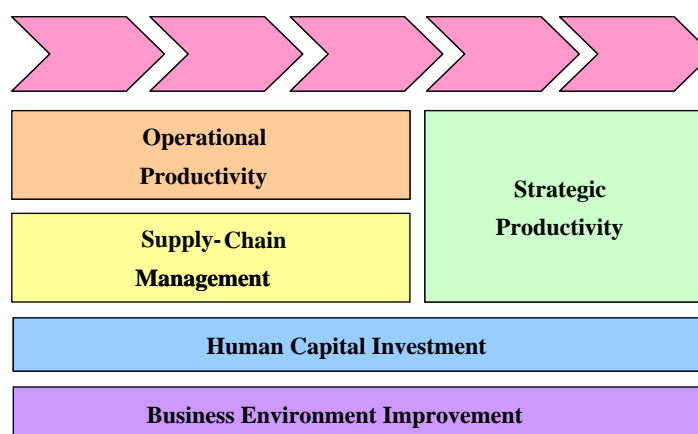 Operational
Productivity
Strategic
Productivity
Supply-Chain
Management
Human Capital Investment
Business Environment Improvement